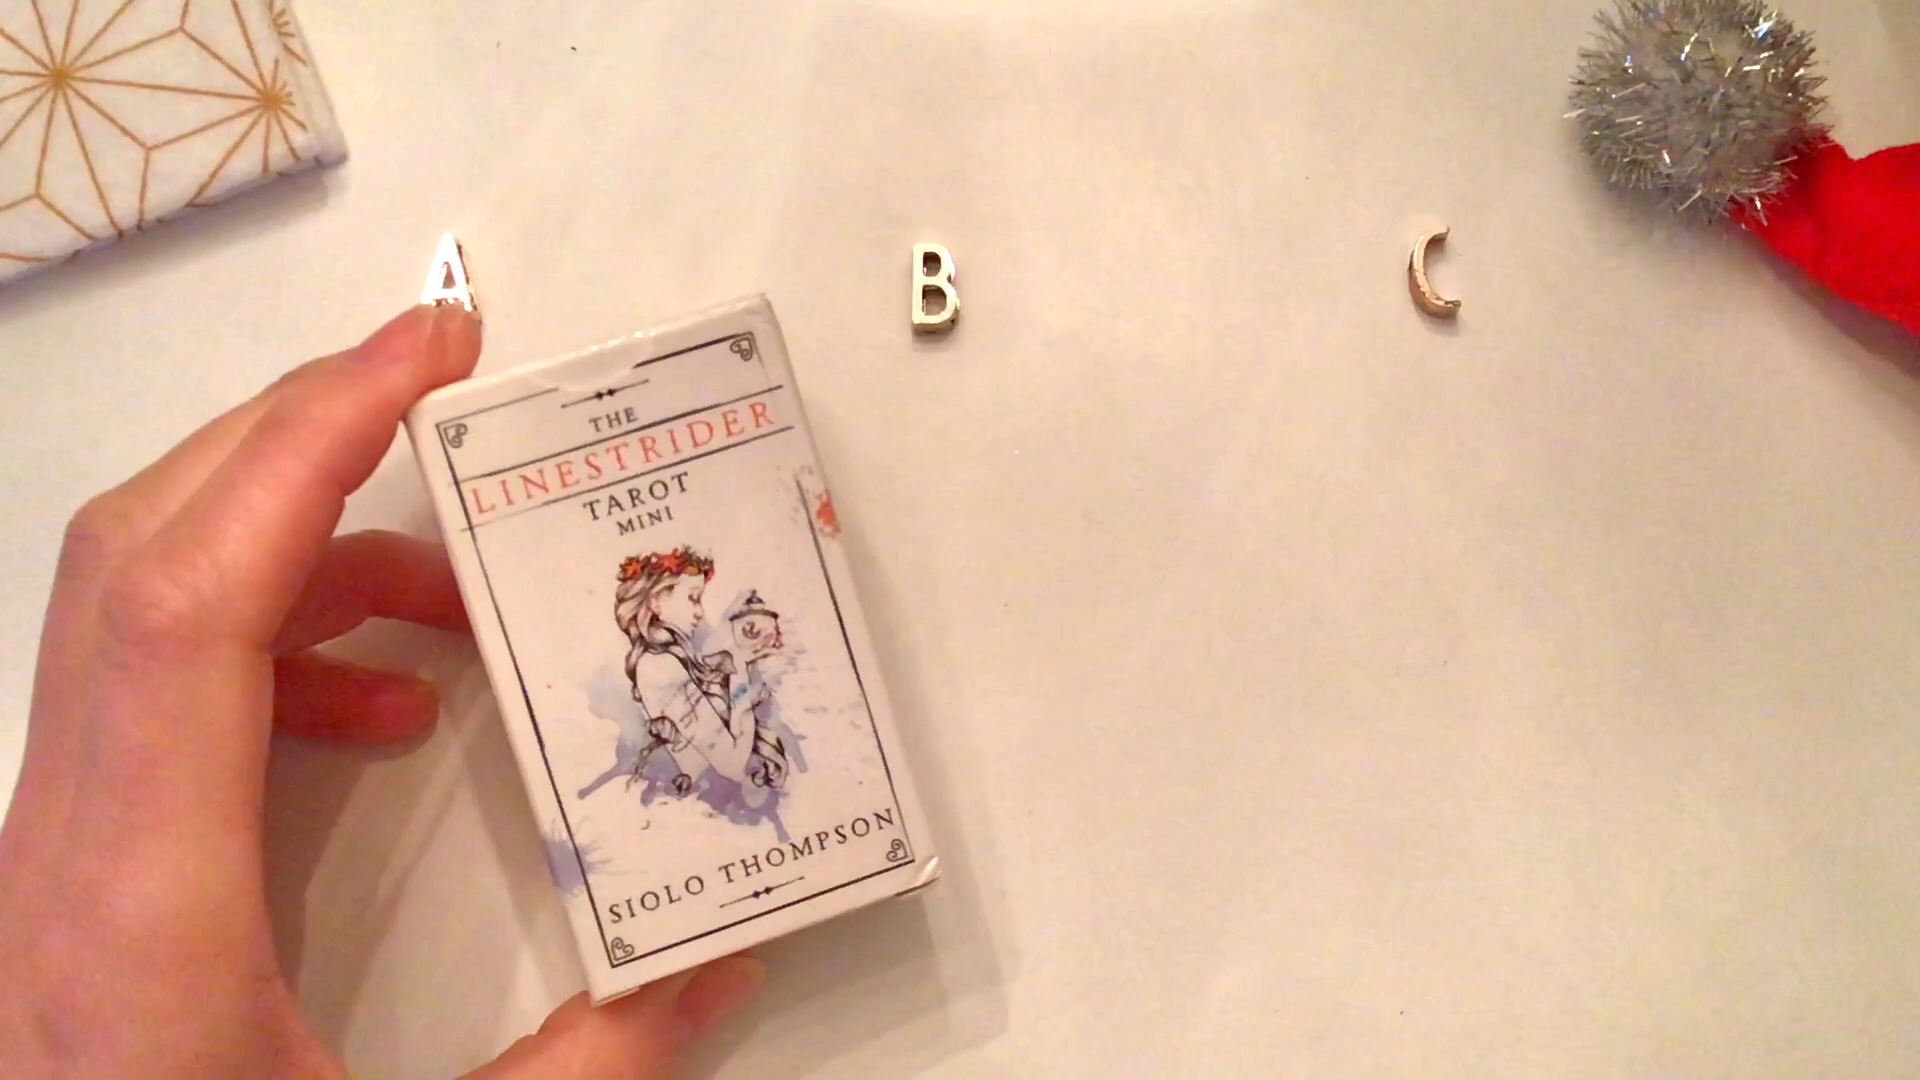 A
B
C
THE
LINESTRIDER
TAROT
MINI
SIOLO THOMPSON